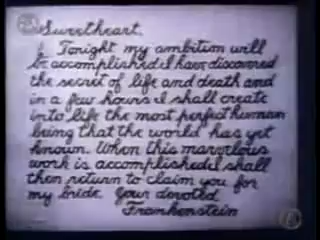 Sweetheart.
Tonight my ambition will
be accomplished. I have discovered
the secret of life and death and
in a few hours I shall create
into life the most perfect human
being that the world has yet
known. When this marvelous
work is accomplished I shall
then return to claim you for
my bride. Your devoted
Frankenstein